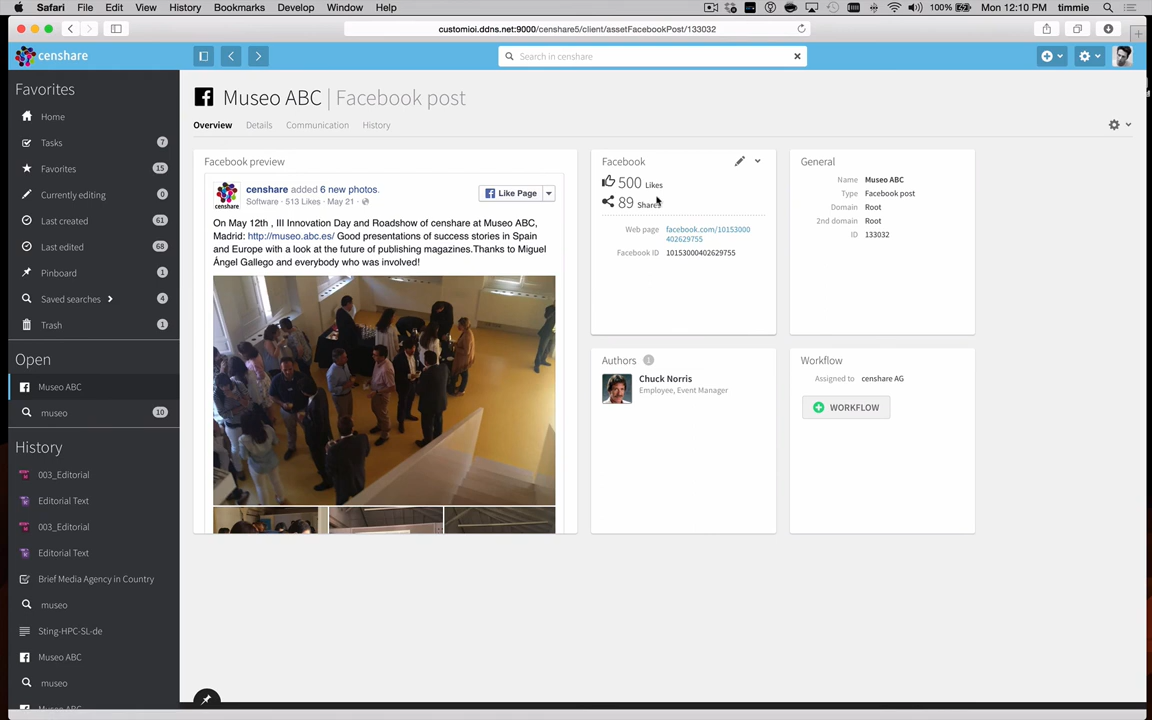 Safari File Edit View History Bookmarks Develop Window Help
100% Mon 12:10 PM timmie
customioi.ddns.net:9000/censhare5/client/assetFacebookPost/133032
censhare
Search in censhare
Favorites
Home
Tasks 7
Favorites 15
Currently editing
Last created 61
Last edited 68
Pinboard
Saved searches 4
Trash 1
Open
Museo ABC
museo 10
History
003_Editorial
Editorial Text
003_Editorial
Editorial Text
Brief Media Agency in Country
museo
Sting-HPC-SL-de
Museo ABC
museo
Museo ABC
Museo ABC | Facebook post
Overview Details Communication History
Facebook preview
censhare
censhare added 6 new photos.
Software · 513 Likes · May 21 ·
Like Page
On May 12th , III Innovation Day and Roadshow of censhare at Museo ABC,
Madrid: http://museo.abc.es/ Good presentations of success stories in Spain
and Europe with a look at the future of publishing magazines.Thanks to Miguel
Ángel Gallego and everybody who was involved!
Facebook
500 Likes
89 Shares
Web page facebook.com/10153000
402629755
Facebook ID 10153000402629755
General
Name Museo ABC
Type Facebook post
Domain Root
2nd domain Root
ID 133032
Authors 1
Chuck Norris
Employee, Event Manager
Workflow
Assigned to censhare AG
WORKFLOW